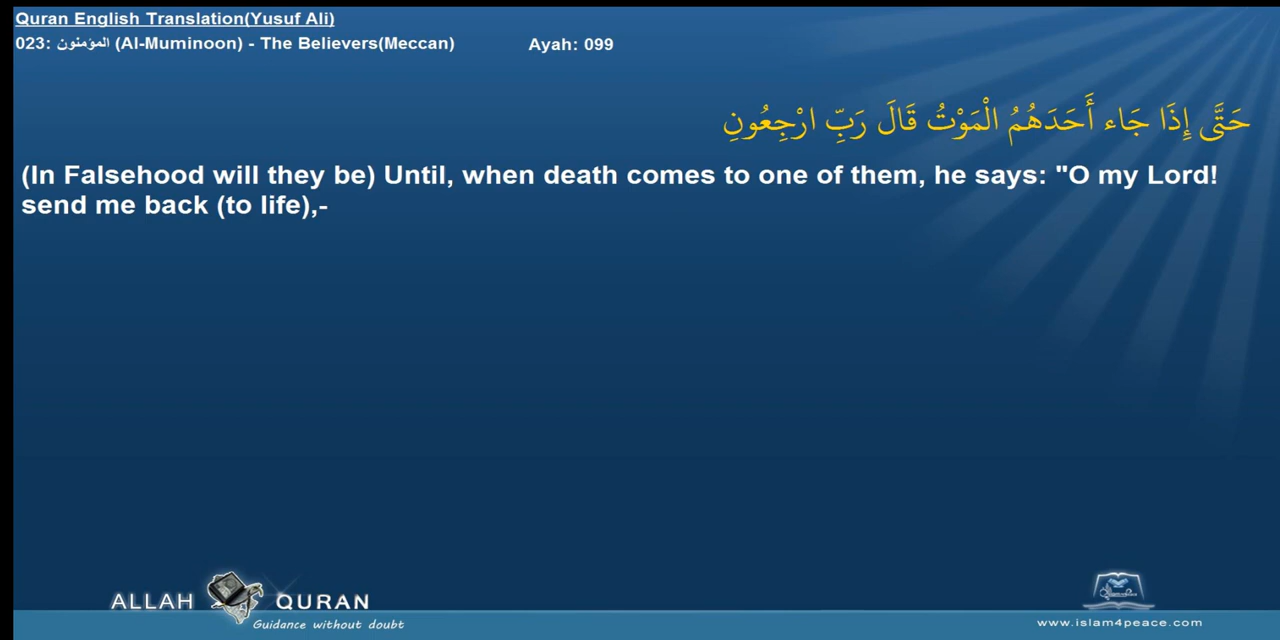 Quran English Translation(Yusuf Ali)
023: المؤمنون (Al-Muminoon) - The Believers(Meccan) Ayah: 099
حَتَّى إِذَا جَاء أَحَدَهُمُ الْمَوْتُ قَالَ رَبِّ ارْجِعُونِ
(In Falsehood will they be) Until, when death comes to one of them, he says: "O my Lord!
send me back (to life),-
ALLAH QURAN
Guidance without doubt
www.islam4peace.com